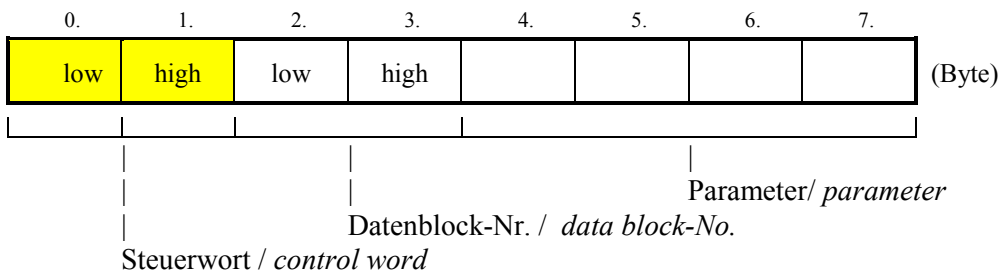 0. 1. 2. 3. 4. 5. 6. 7.
low high low high (Byte)
Parameter/ parameter
Datenblock-Nr. / data block-No.
Steuerwort / control word